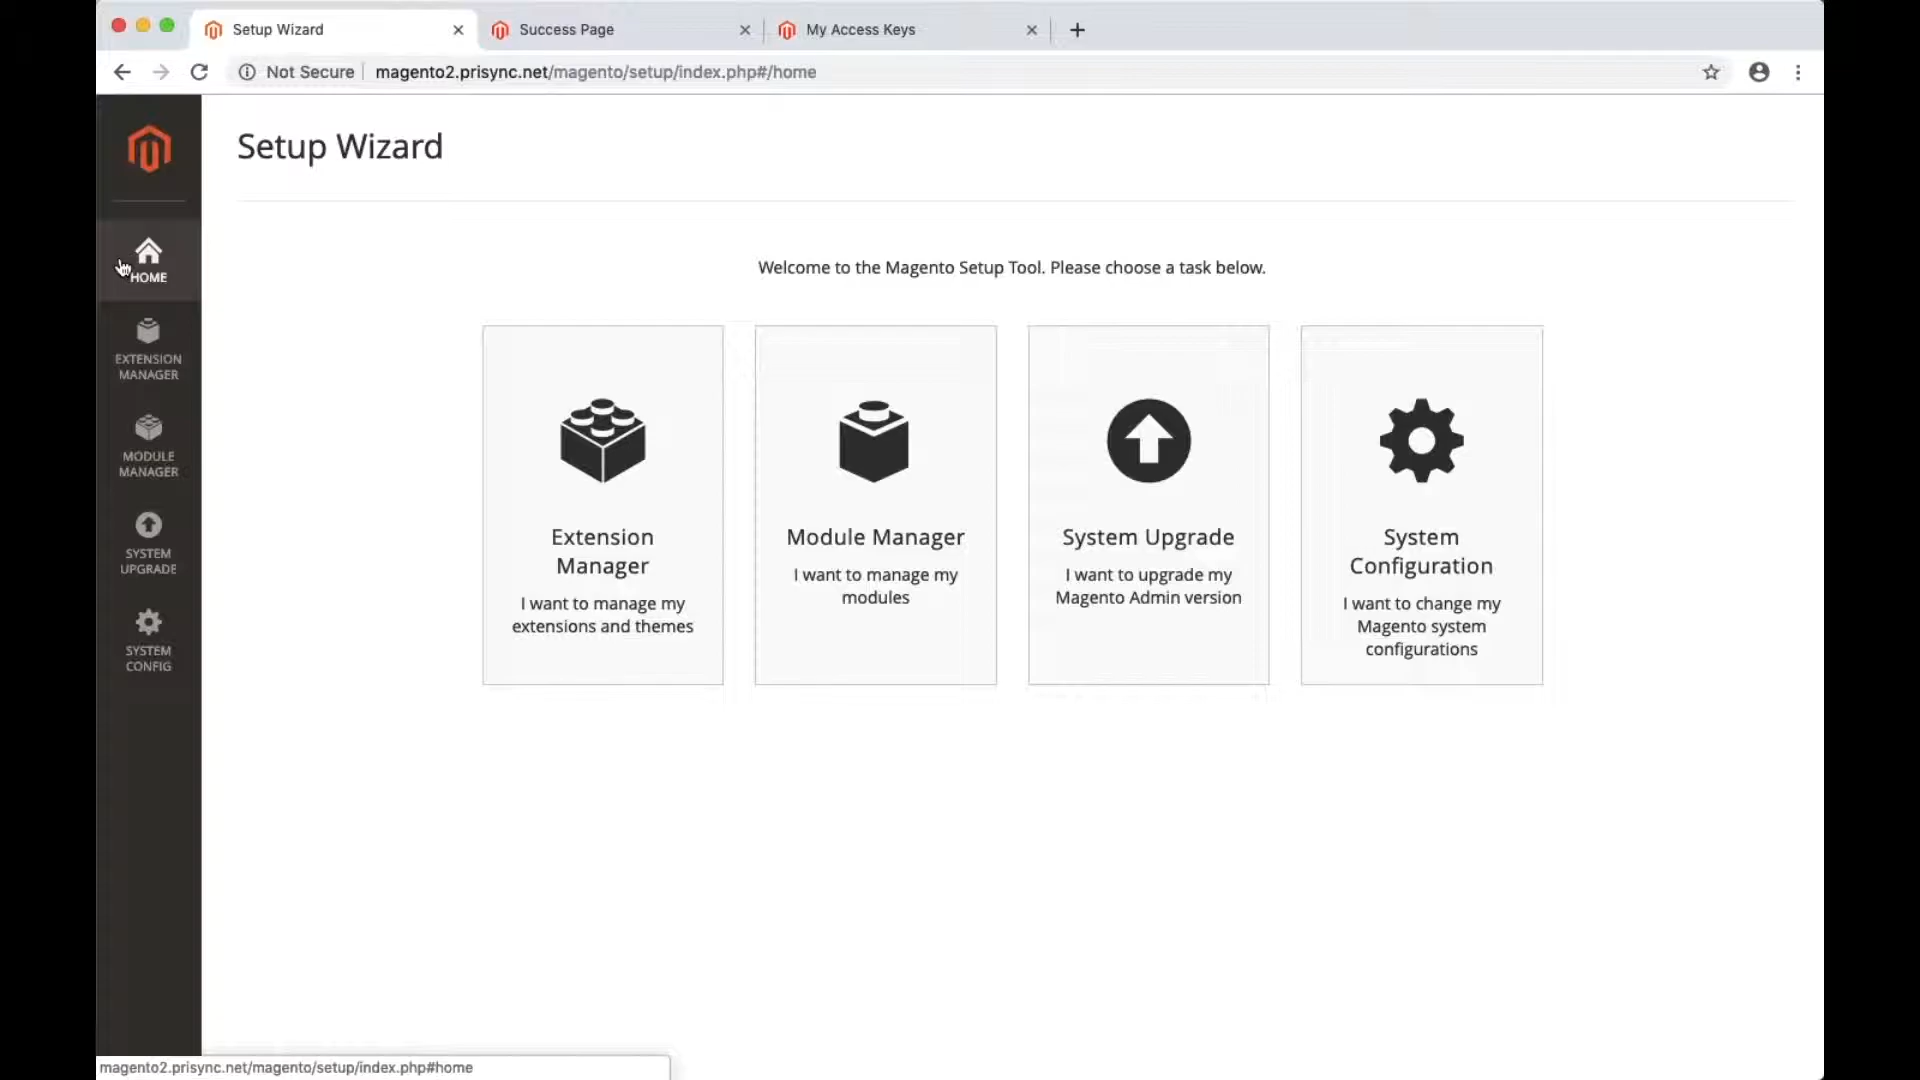 Setup Wizard
Success Page
My Access Keys
Not Secure
magento2.prisync.net/magento/setup/index.php#/home
Setup Wizard
HOME
EXTENSION
MANAGER
MODULE
MANAGER
SYSTEM
UPGRADE
SYSTEM
CONFIG
Welcome to the Magento Setup Tool. Please choose a task below.
Extension
Manager
I want to manage my
extensions and themes
Module Manager
I want to manage my
modules
System Upgrade
I want to upgrade my
Magento Admin version
System
Configuration
I want to change my
Magento system
configurations
magento2.prisync.net/magento/setup/index.php#home